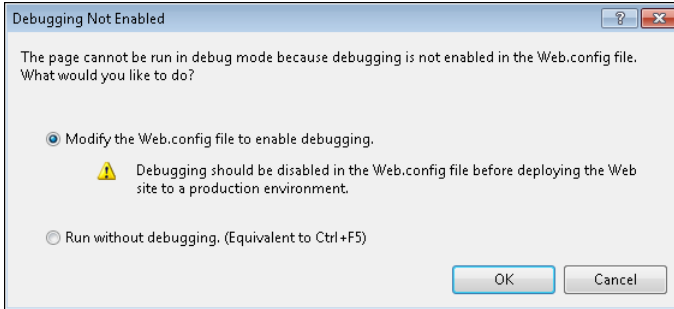 Debugging Not Enabled
The page cannot be run in debug mode because debugging is not enabled in the Web.config file.
What would you like to do?
Modify the Web.config file to enable debugging.
Debugging should be disabled in the Web.config file before deploying the Web
site to a production environment.
Run without debugging. (Equivalent to Ctrl+F5)
OK Cancel